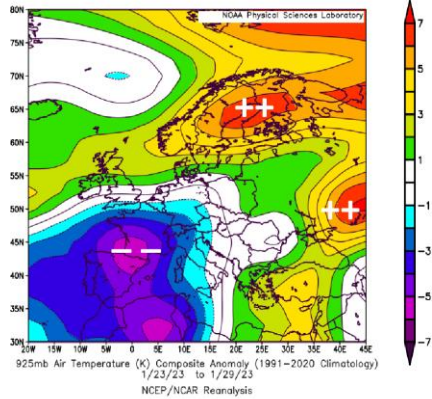 NOAA Physical Sciences Laboratory
80N
75N
70N
65N
60N
55N
50N
45N
40N
35N
30N
20W 15W 10W 5W 0 5E 10E 15E 20E 25E 30E 35E 40E 45E
++
++
– –
7
5
3
1
-1
-3
-5
-7
925mb Air Temperature (K) Composite Anomaly (1991-2020 Climatology)
1/23/23 to 1/29/23
NCEP/NCAR Reanalysis